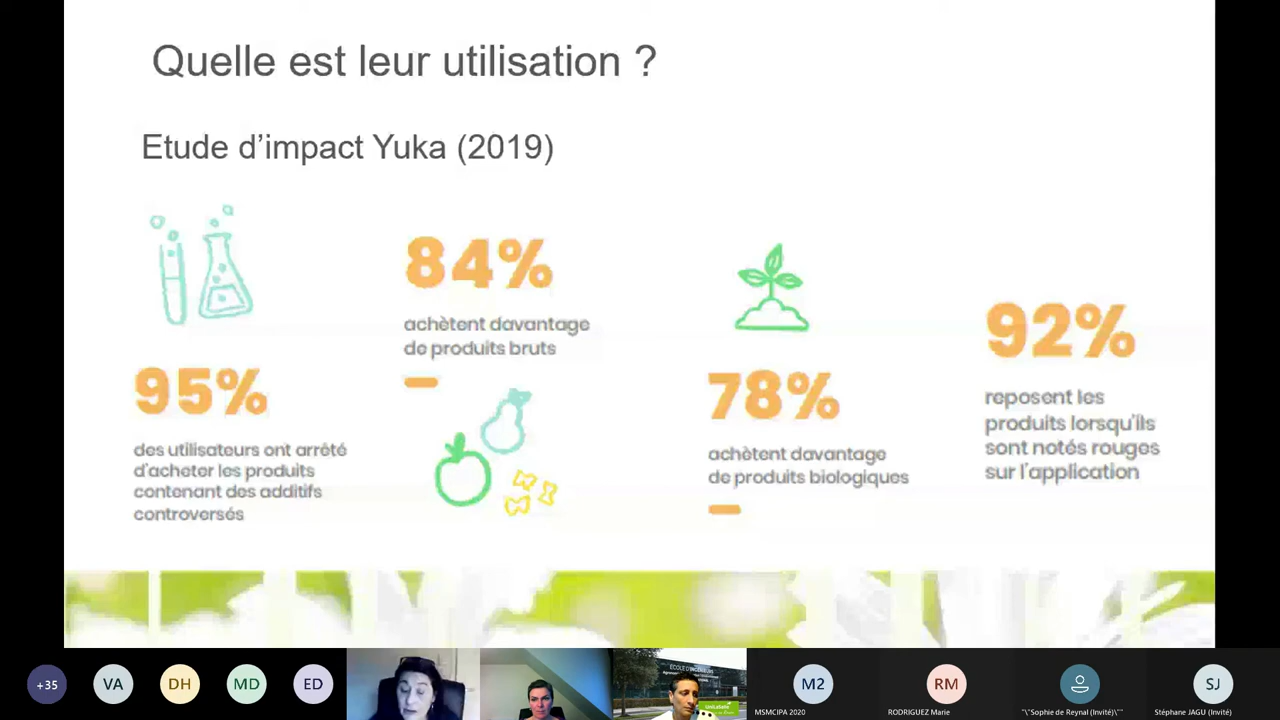 Quelle est leur utilisation ?
Etude d'impact Yuka (2019)
95%
des utilisateurs ont arrêté
d'acheter les produits
contenant des additifs
controversés
84%
achètent davantage
de produits bruts
78%
achètent davantage
de produits biologiques
92%
reposent les
produits lorsqu'ils
sont notés rouges
sur l'application
+35
VA
DH
MD
ED
ÉCOLE D'INGÉNIEURS
UniLaSalle
M2
MSMCIPA 2020
RM
RODRIGUEZ Marie
"\"Sophie de Reynal (Invité)\""
SJ
Stéphane JAGU (Invité)